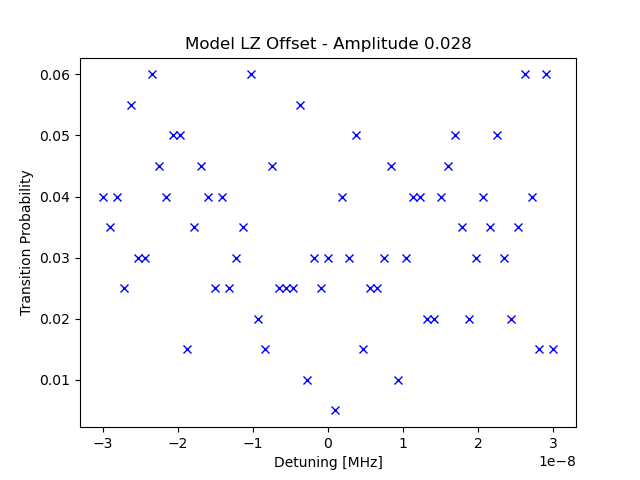 Model LZ Offset - Amplitude 0.028
0.06
0.05
0.04
0.03
0.02
0.01
Transition Probability
−3 −2 −1 0 1 2 3
1e−8
Detuning [MHz]